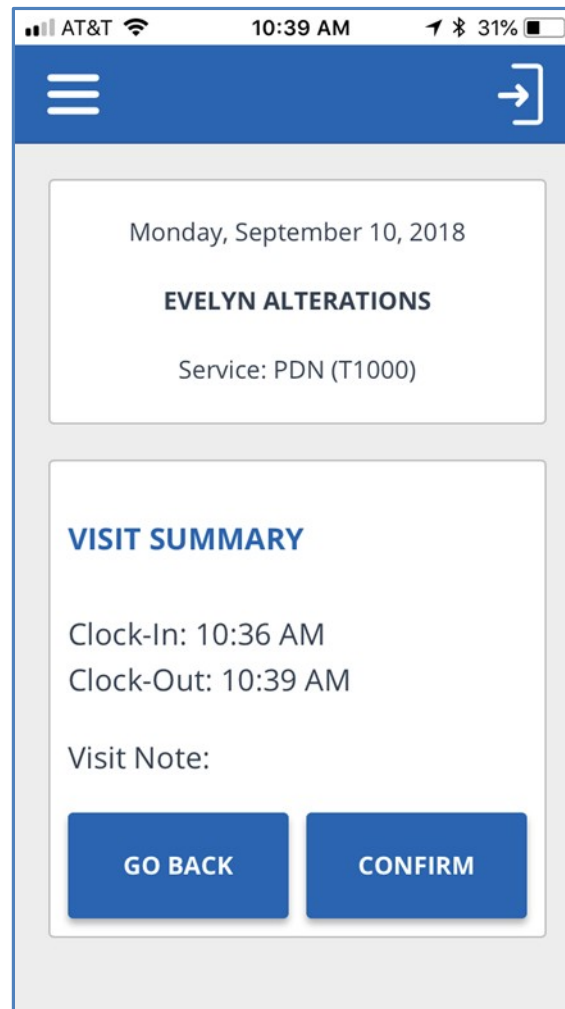 AT&T 10:39 AM 31%
Monday, September 10, 2018
EVELYN ALTERATIONS
Service: PDN (T1000)
VISIT SUMMARY
Clock-In: 10:36 AM
Clock-Out: 10:39 AM
Visit Note:
GO BACK CONFIRM